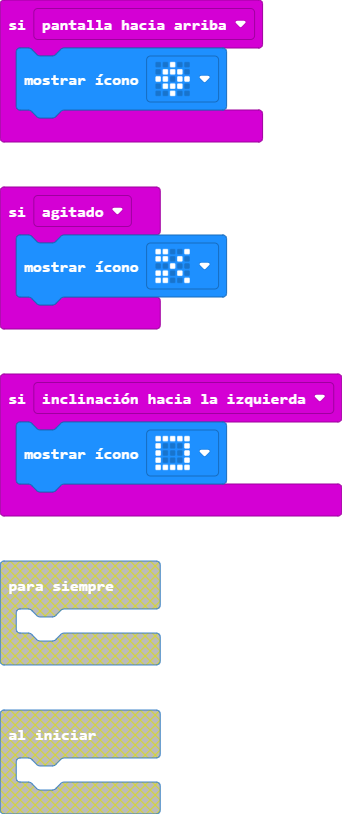 si pantalla hacia arriba
mostrar ícono
si agitado
mostrar ícono
si inclinación hacia la izquierda
mostrar ícono
para siempre
al iniciar